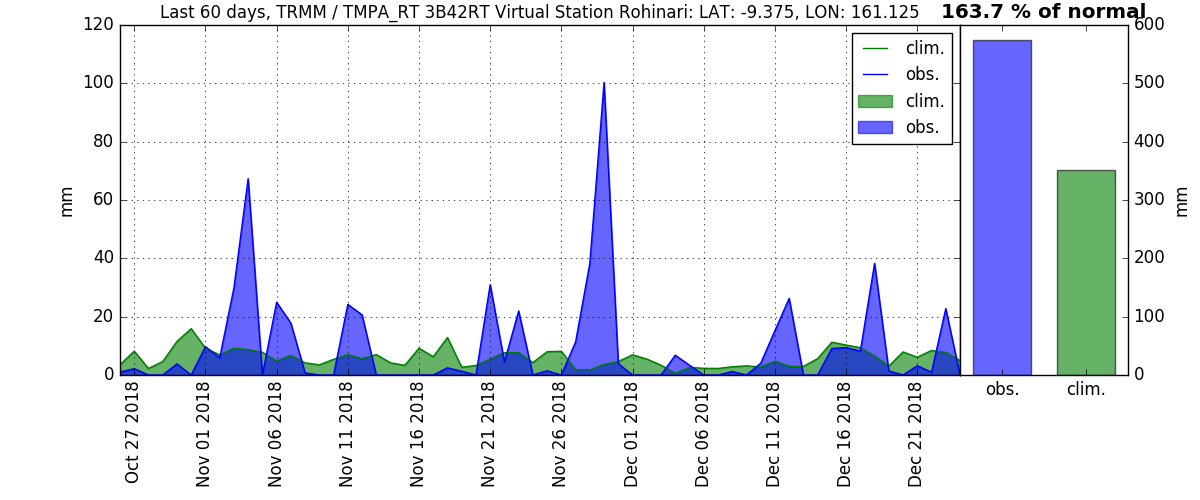 Last 60 days, TRMM / TMPA_RT 3B42RT Virtual Station Rohinari: LAT: -9.375, LON: 161.125
163.7 % of normal
120
100
80
60
40
20
0
mm
clim.
obs.
clim.
obs.
600
500
400
300
200
100
0
mm
Oct 27 2018
Nov 01 2018
Nov 06 2018
Nov 11 2018
Nov 16 2018
Nov 21 2018
Nov 26 2018
Dec 01 2018
Dec 06 2018
Dec 11 2018
Dec 16 2018
Dec 21 2018
obs.
clim.